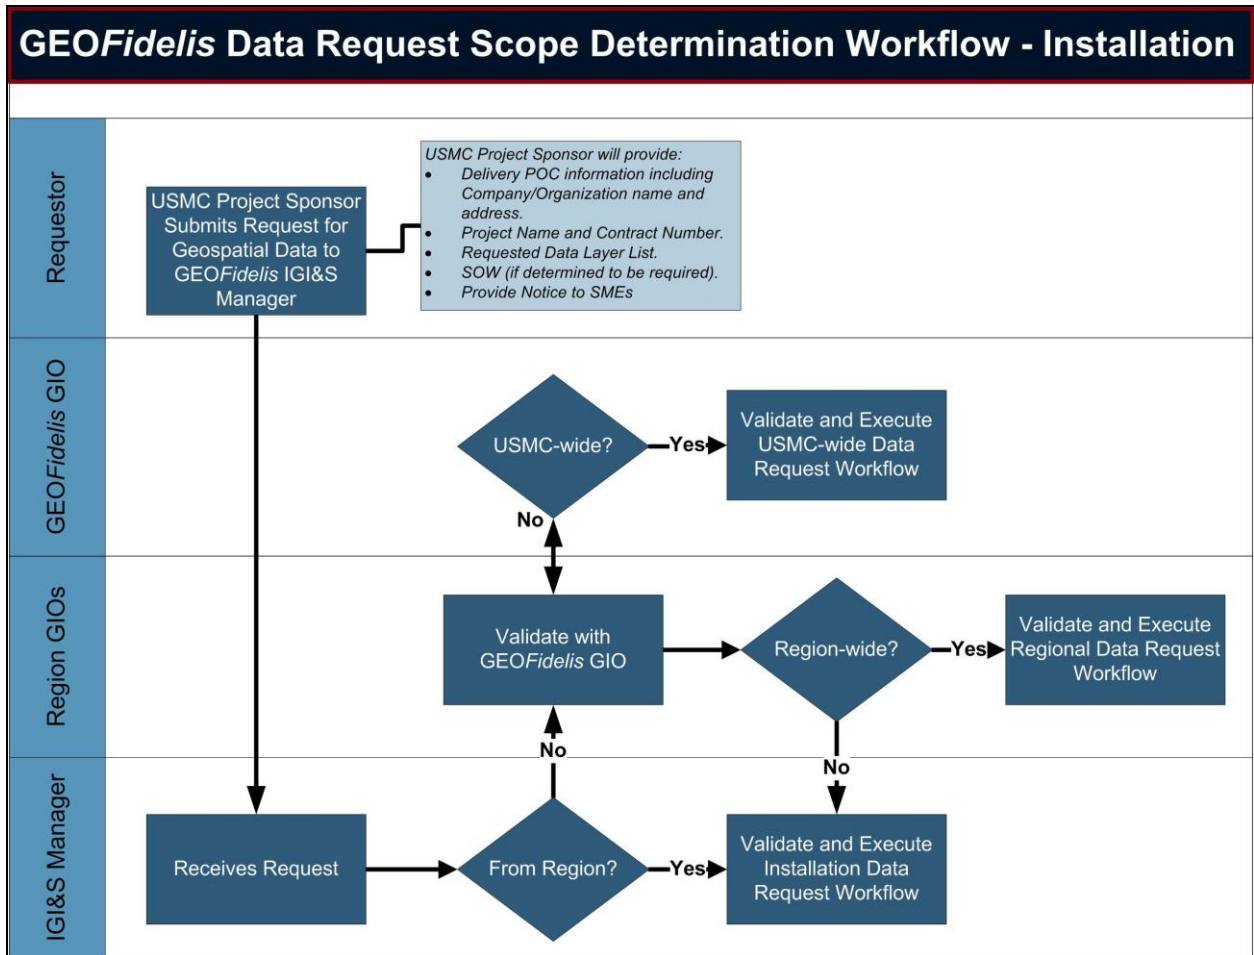 GEOFidelis Data Request Scope Determination Workflow - Installation
Requestor
USMC Project Sponsor
Submits Request for
Geospatial Data to
GEOFidelis IGI&S
Manager
USMC Project Sponsor will provide:
• Delivery POC information including
Company/Organization name and
address.
• Project Name and Contract Number.
• Requested Data Layer List.
• SOW (if determined to be required).
• Provide Notice to SMEs
GEOFidelis GIO
USMC-wide?
Yes
Validate and Execute
USMC-wide Data
Request Workflow
No
Region GIOs
Validate with
GEOFidelis GIO
Region-wide?
Yes
Validate and Execute
Regional Data Request
Workflow
No
No
IGI&S Manager
Receives Request
From Region?
Yes
Validate and Execute
Installation Data
Request Workflow